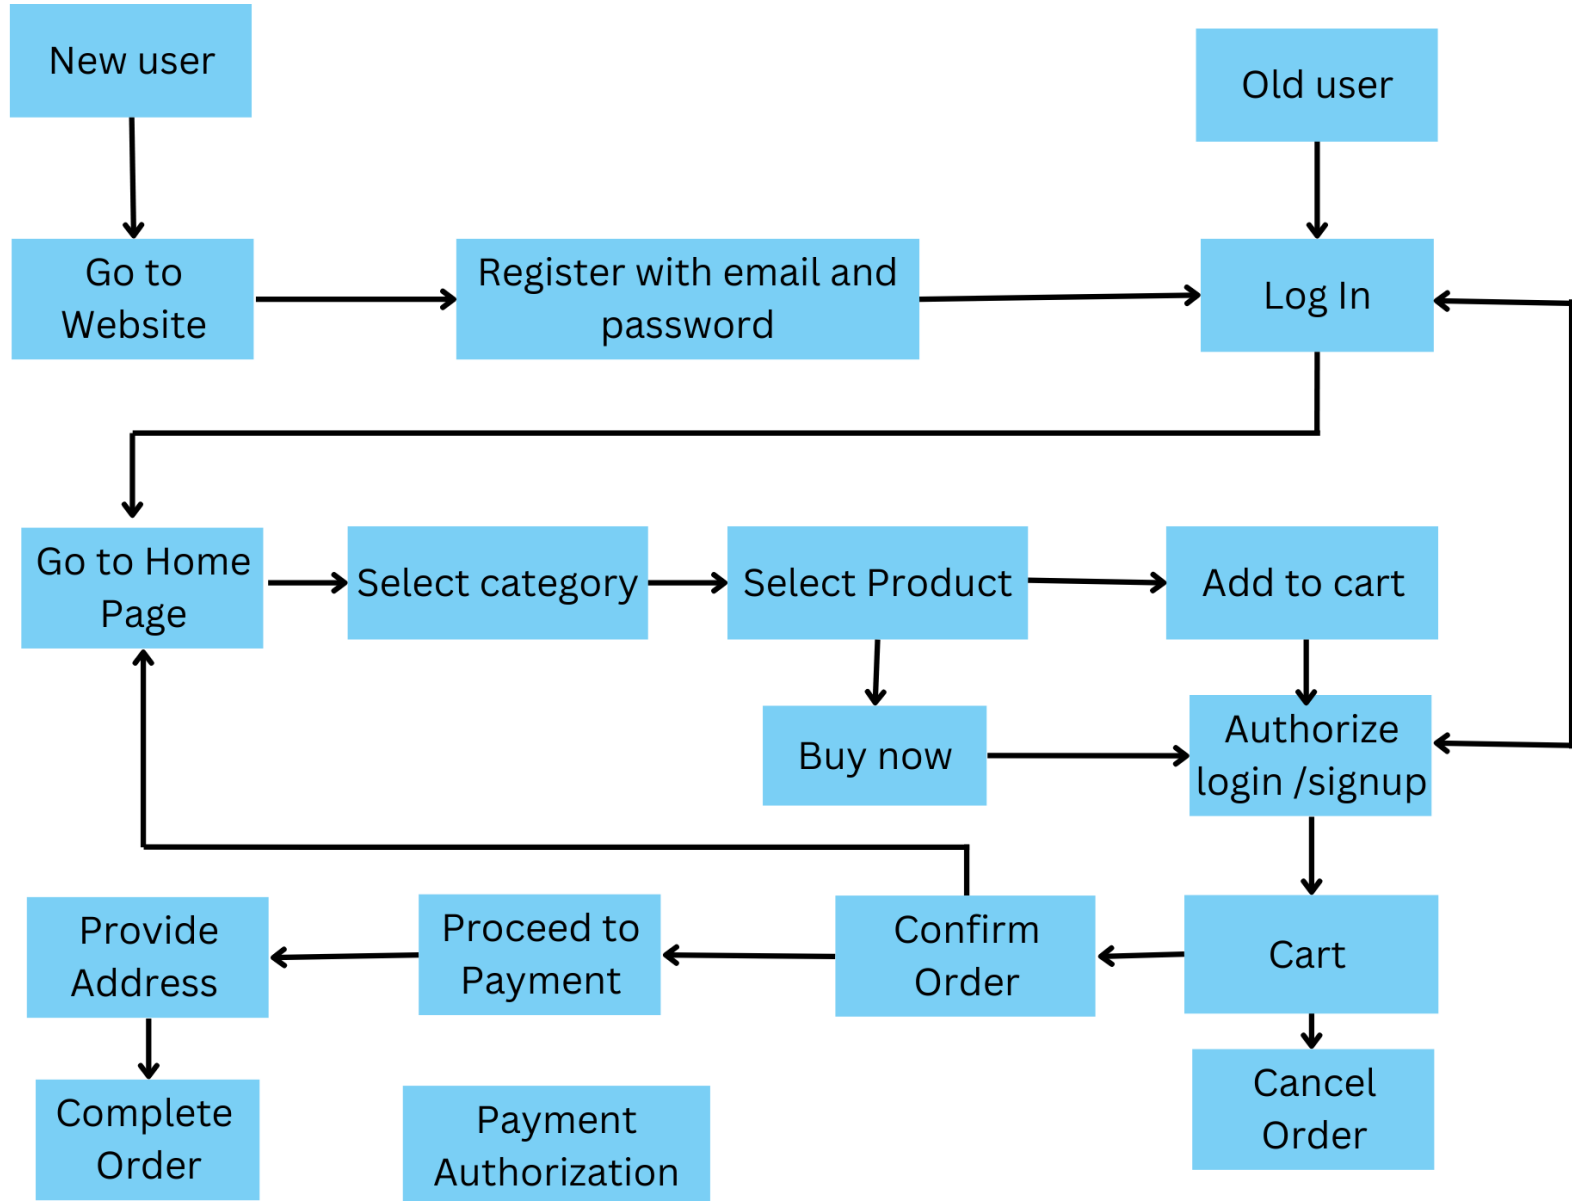 New user
Old user
Go to
Website
Register with email and
password
Log In
Go to Home
Page
Select category
Select Product
Add to cart
Buy now
Authorize
login /signup
Provide
Address
Proceed to
Payment
Confirm
Order
Cart
Complete
Order
Payment
Authorization
Cancel
Order